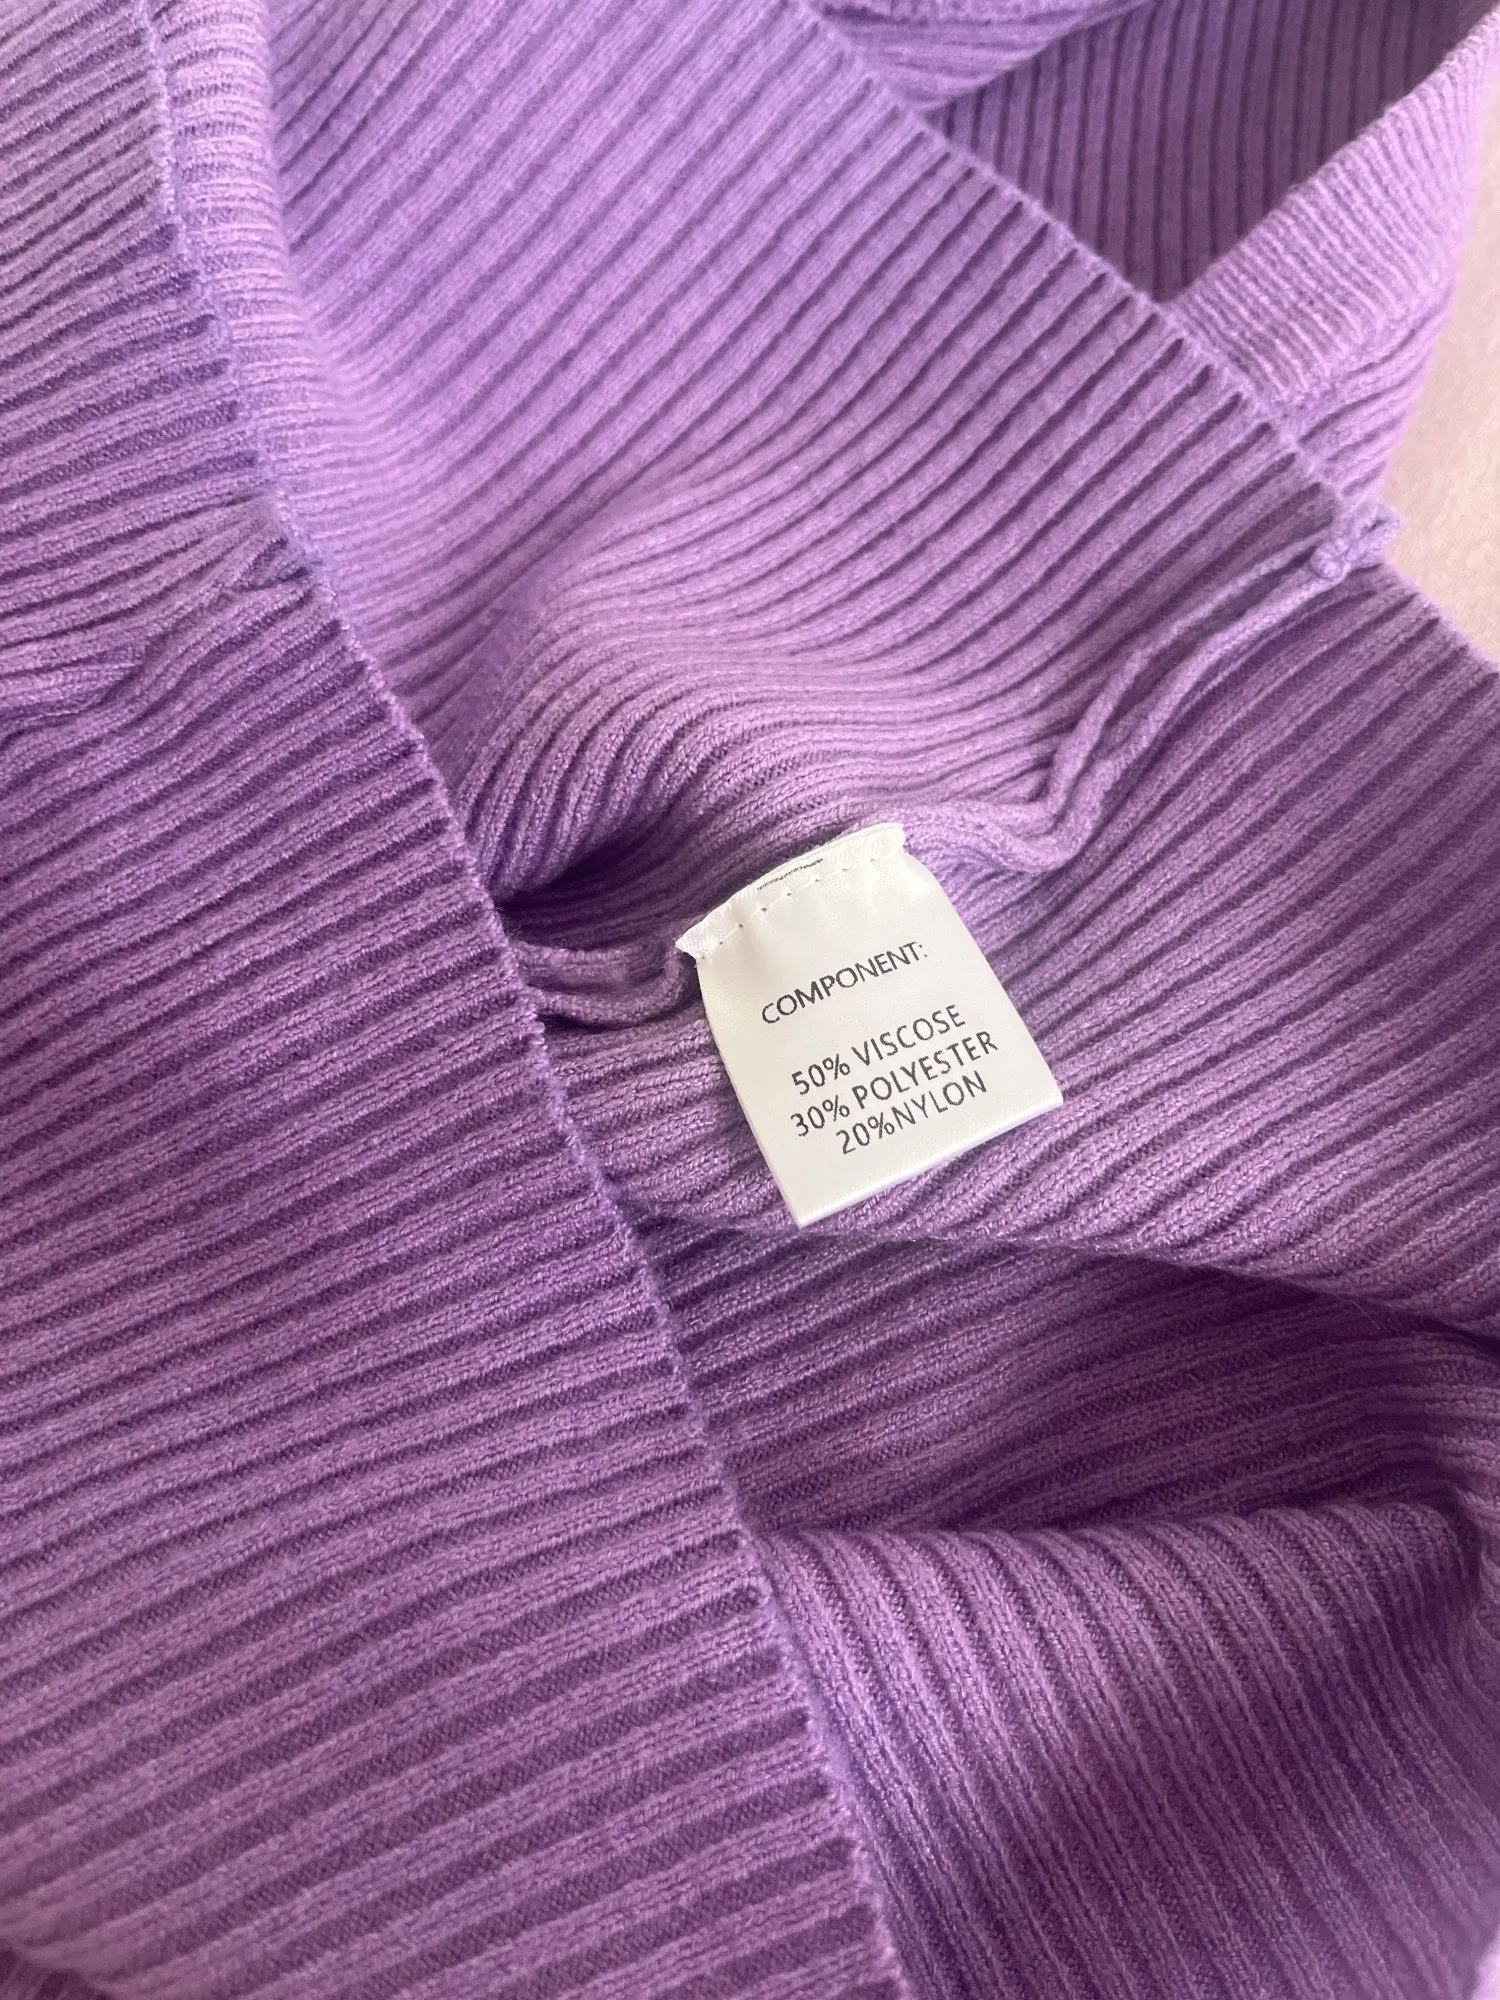 COMPONENT:
50% VISCOSE
30% POLYESTER
20%NYLON